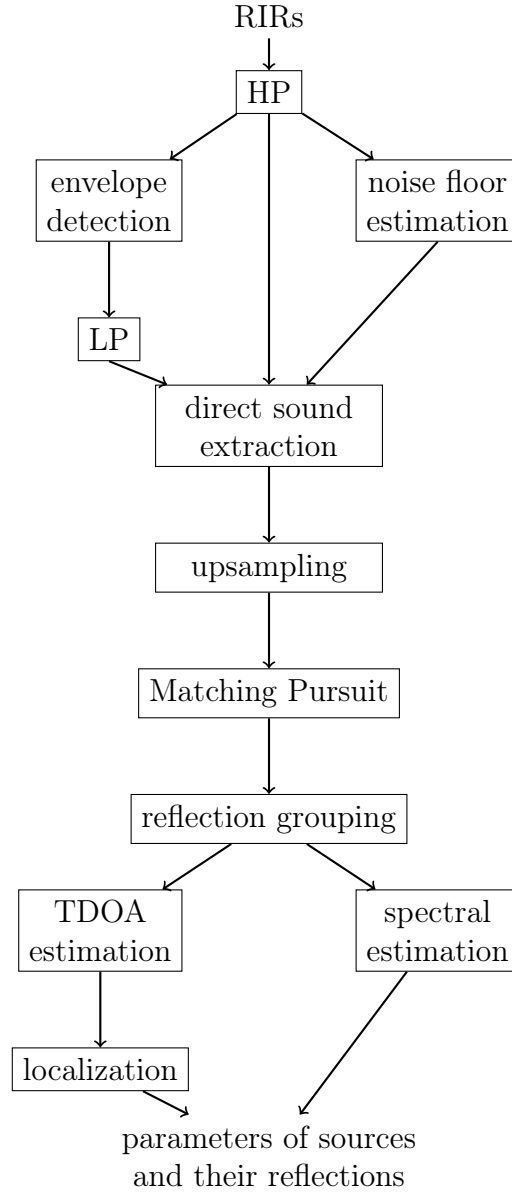 RIRs
HP
envelope
detection
noise floor
estimation
LP
direct sound
extraction
upsampling
Matching Pursuit
reflection grouping
TDOA
estimation
spectral
estimation
localization
parameters of sources
and their reflections